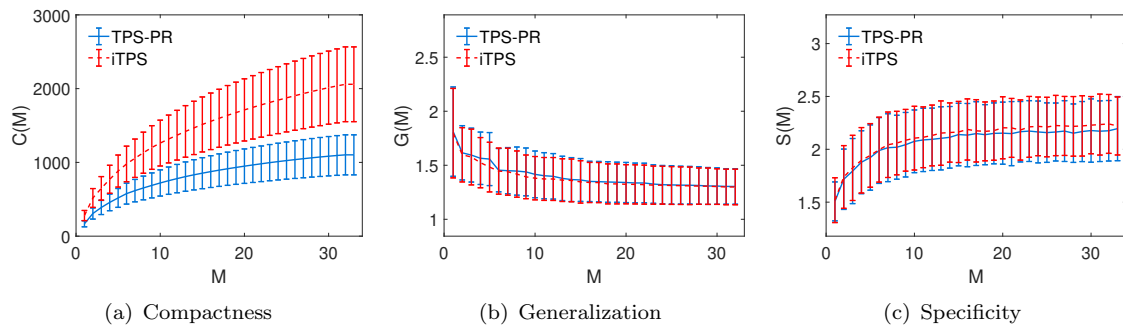 3000
2000
1000
0
C(M)
TPS-PR
iTPS
0 10 20 30
M
(a) Compactness
2.5
2
1.5
1
G(M)
TPS-PR
iTPS
0 10 20 30
M
(b) Generalization
3
2.5
2
1.5
S(M)
TPS-PR
iTPS
0 10 20 30
M
(c) Specificity